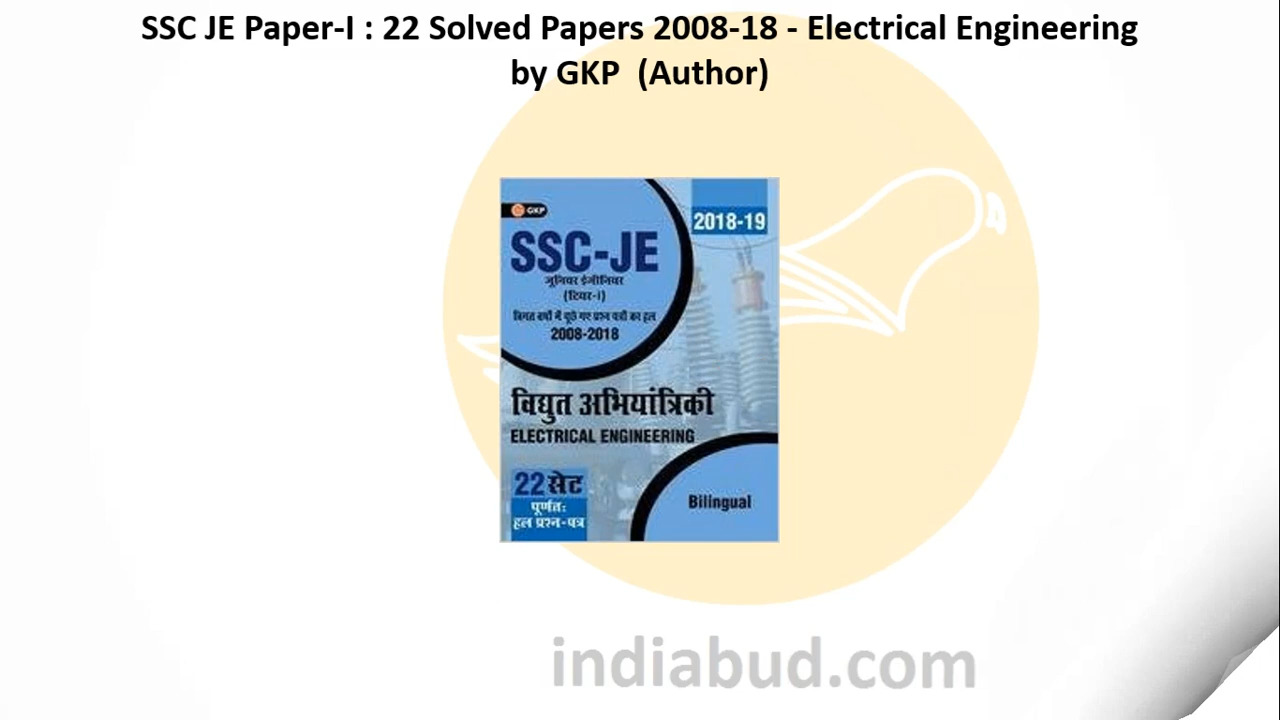 SSC JE Paper-I : 22 Solved Papers 2008-18 - Electrical Engineering
by GKP (Author)
GKP
2018-19
SSC-JE
जूनियर इंजीनियर
(टियर-I)
विगत वर्षों में पूछे गए प्रश्न पत्रों का हल
2008-2018
विद्युत अभियांत्रिकी
ELECTRICAL ENGINEERING
22 सेट
पूर्णतः
हल प्रश्न-पत्र
Bilingual
indiabud.com